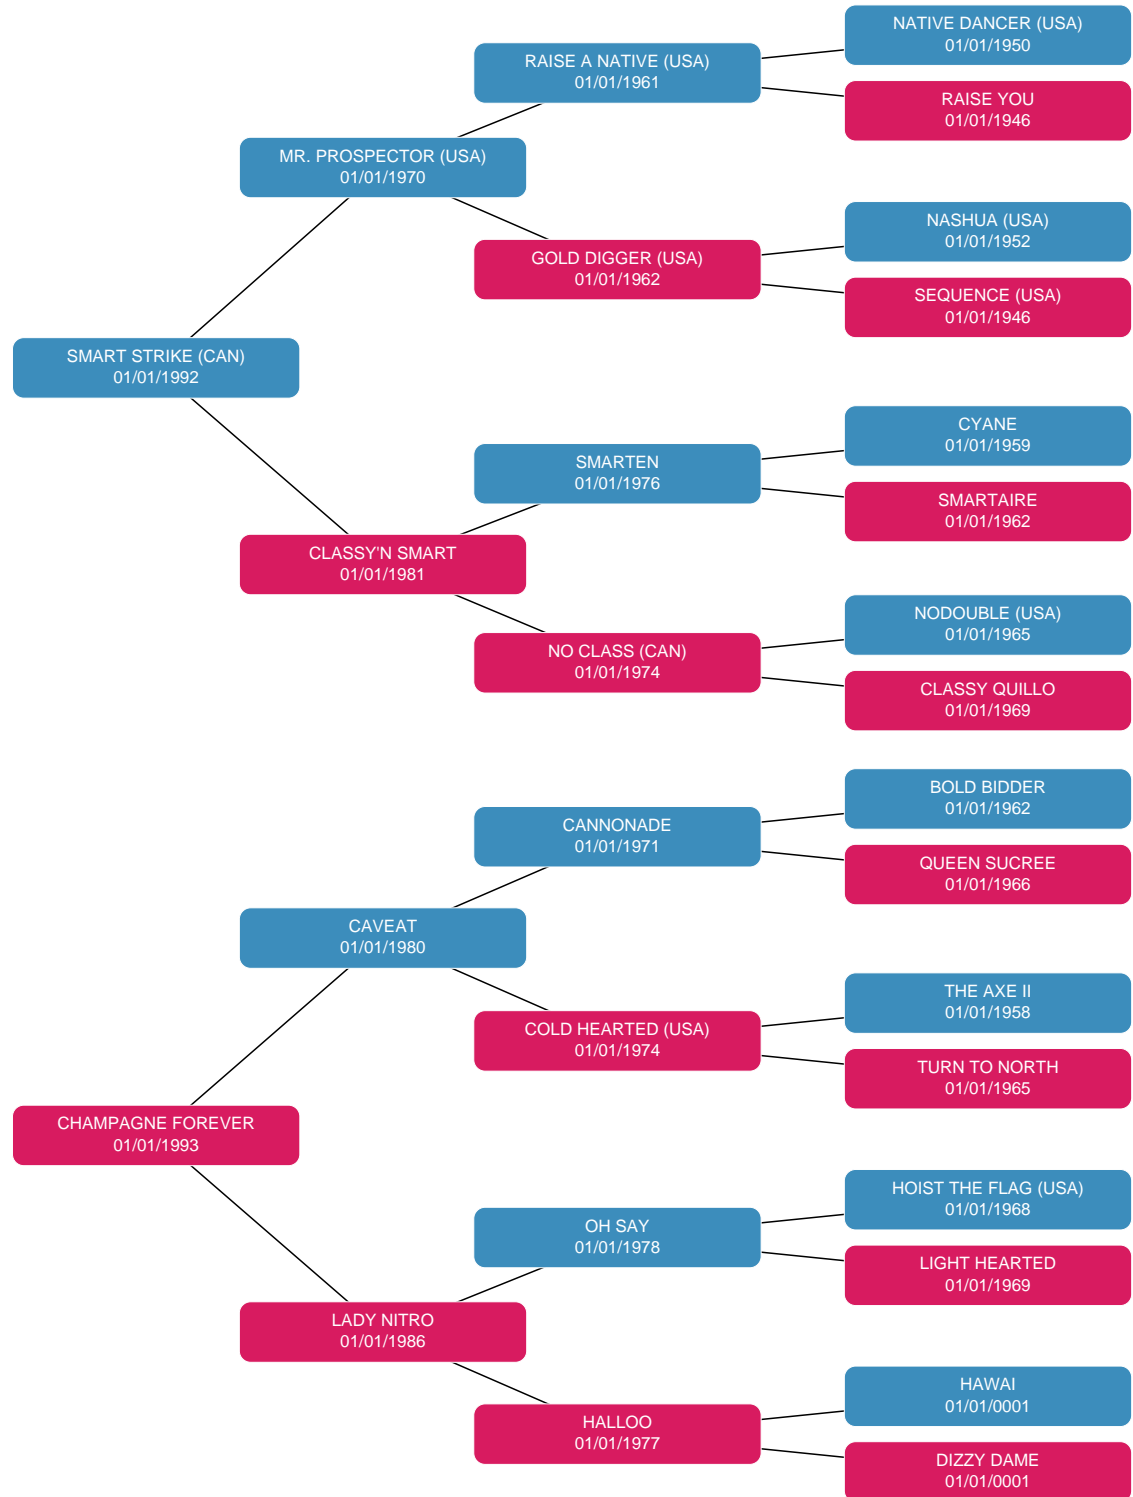 NATIVE DANCER (USA)
01/01/1950
RAISE A NATIVE (USA)
01/01/1961
RAISE YOU
01/01/1946
MR. PROSPECTOR (USA)
01/01/1970
NASHUA (USA)
01/01/1952
GOLD DIGGER (USA)
01/01/1962
SEQUENCE (USA)
01/01/1946
SMART STRIKE (CAN)
01/01/1992
CYANE
01/01/1959
SMARTEN
01/01/1976
SMARTAIRE
01/01/1962
CLASSY'N SMART
01/01/1981
NODOUBLE (USA)
01/01/1965
NO CLASS (CAN)
01/01/1974
CLASSY QUILLO
01/01/1969
BOLD BIDDER
01/01/1962
CANNONADE
01/01/1971
QUEEN SUCREE
01/01/1966
CAVEAT
01/01/1980
THE AXE II
01/01/1958
COLD HEARTED (USA)
01/01/1974
TURN TO NORTH
01/01/1965
CHAMPAGNE FOREVER
01/01/1993
HOIST THE FLAG (USA)
01/01/1968
OH SAY
01/01/1978
LIGHT HEARTED
01/01/1969
LADY NITRO
01/01/1986
HAWAI
01/01/0001
HALLOO
01/01/1977
DIZZY DAME
01/01/0001